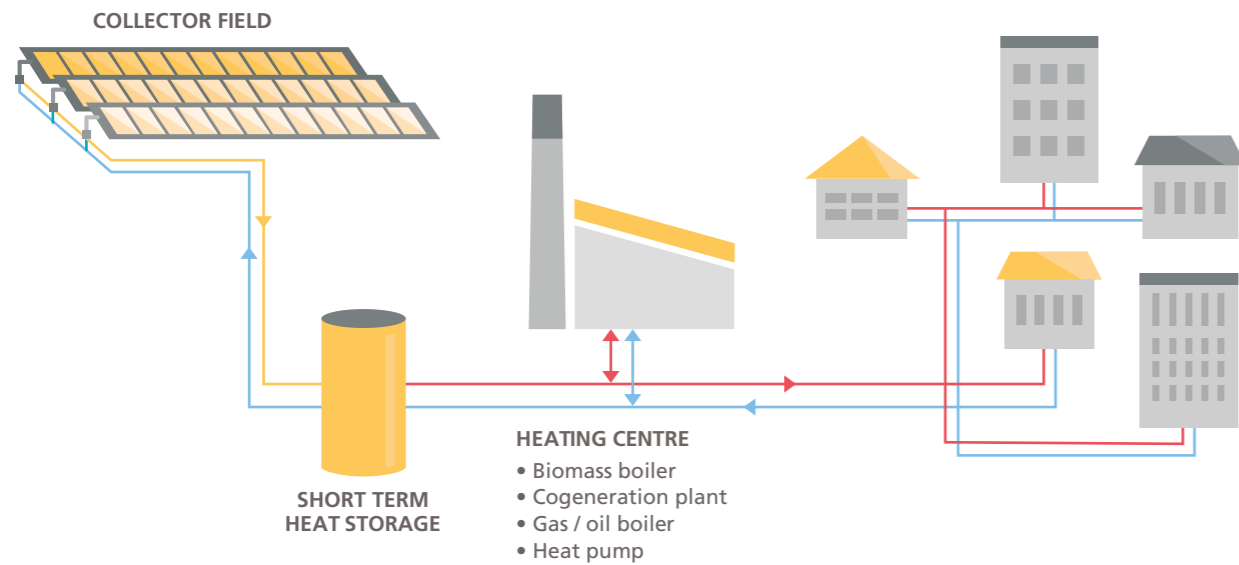 COLLECTOR FIELD
SHORT TERM
HEAT STORAGE
HEATING CENTRE
• Biomass boiler
• Cogeneration plant
• Gas / oil boiler
• Heat pump